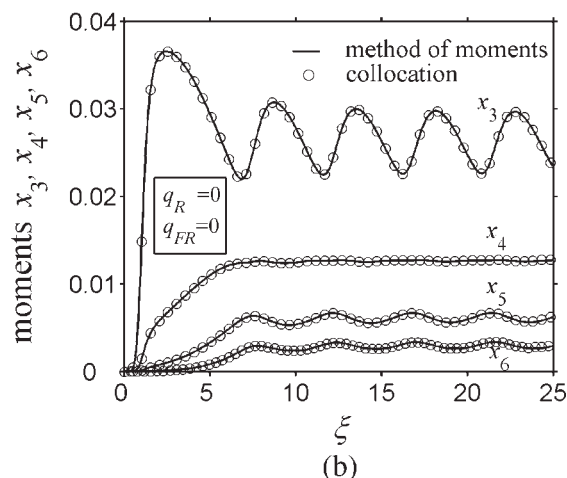 moments x3, x4, x5, x6
0.04
0.03
0.02
0.01
0
method of moments
collocation
x3
qR =0
qFR=0
x4
x5
x6
0 5 10 15 20 25
ξ
(b)